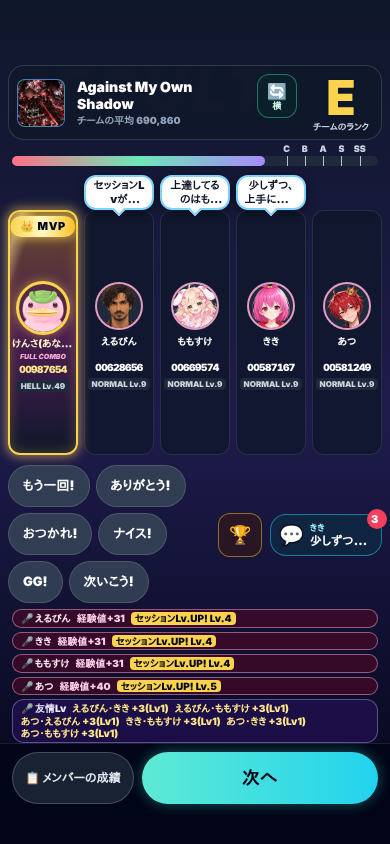 Against My Own
Shadow
チームの平均 690,860
🔄
横
E
チームのランク
C B A S SS
セッションL
vが…
上達してる
のはも…
少しずつ、
上手に…
👑 MVP
けんさ(あな…
FULL COMBO
00987654
HELL Lv.49
えるびん
00628656
NORMAL Lv.9
ももすけ
00669574
NORMAL Lv.9
きき
00587167
NORMAL Lv.9
あつ
00581249
NORMAL Lv.9
もう一回!
ありがとう!
おつかれ!
ナイス!
GG!
次いこう!
🏆
💬
きき
少しずつ…
3
🎤えるびん 経験値+31 セッションLv.UP! Lv.4
🎤きき 経験値+31 セッションLv.UP! Lv.4
🎤ももすけ 経験値+31 セッションLv.UP! Lv.4
🎤あつ 経験値+40 セッションLv.UP! Lv.5
🎤友情Lv えるびん・きき +3(Lv1) えるびん・ももすけ +3(Lv1)
あつ・えるびん +3(Lv1) きき・ももすけ +3(Lv1) あつ・きき +3(Lv1)
あつ・ももすけ +3(Lv1)
📋 メンバーの成績
次へ